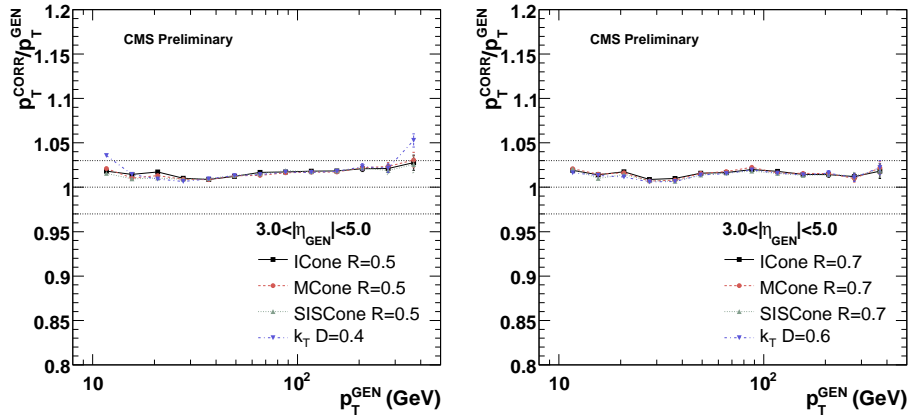 CMS Preliminary
p_T^CORR/p_T^GEN
1.2
1.15
1.1
1.05
1
0.95
0.9
0.85
0.8
3.0<|η_GEN|<5.0
ICone R=0.5
MCone R=0.5
SISCone R=0.5
k_T D=0.4
10
10^2
p_T^GEN (GeV)
CMS Preliminary
p_T^CORR/p_T^GEN
1.2
1.15
1.1
1.05
1
0.95
0.9
0.85
0.8
3.0<|η_GEN|<5.0
ICone R=0.7
MCone R=0.7
SISCone R=0.7
k_T D=0.6
10
10^2
p_T^GEN (GeV)